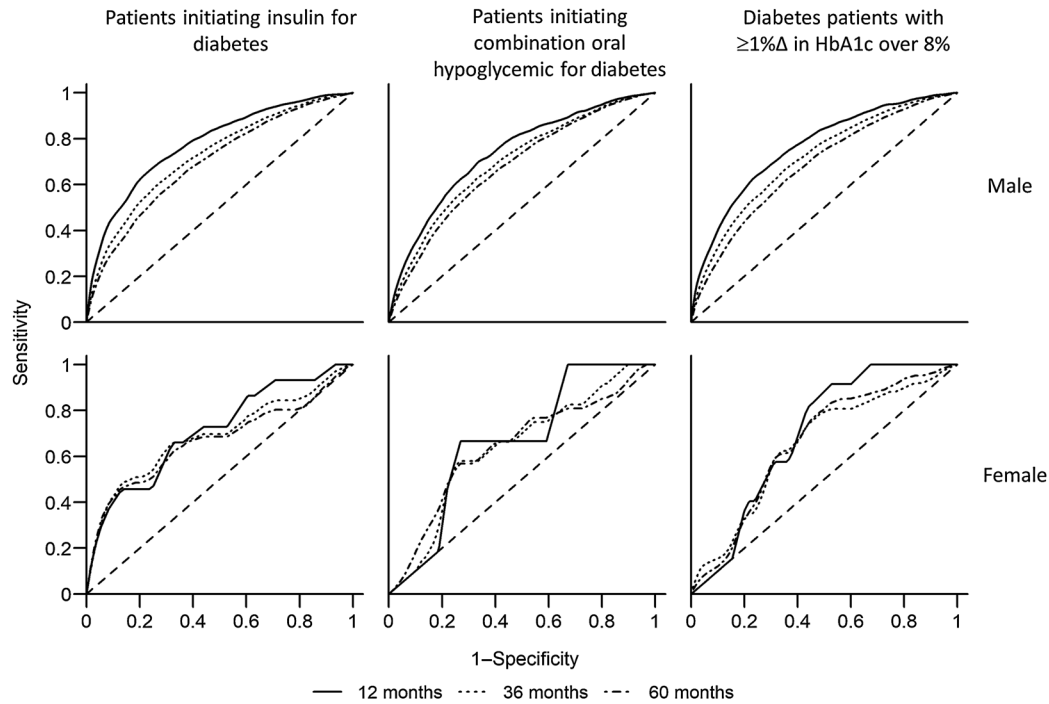 Patients initiating insulin for
diabetes
Patients initiating
combination oral
hypoglycemic for diabetes
Diabetes patients with
≥1%Δ in HbA1c over 8%
1
0.8
0.6
0.4
0.2
0
Male
Sensitivity
1
0.8
0.6
0.4
0.2
0
Female
0 0.2 0.4 0.6 0.8 1
0 0.2 0.4 0.6 0.8 1
0 0.2 0.4 0.6 0.8 1
1–Specificity
12 months 36 months 60 months